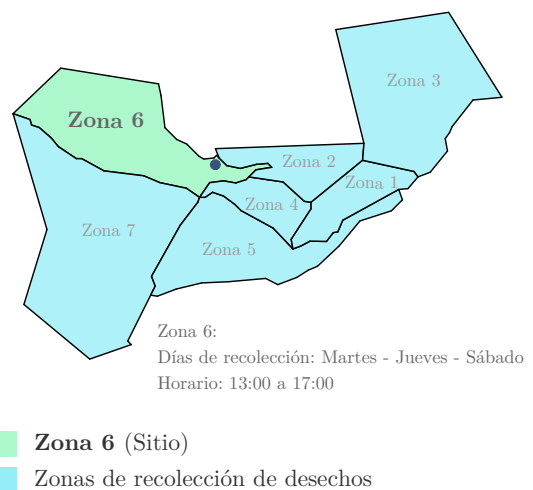 Zona 3
Zona 6
Zona 2
Zona 1
Zona 4
Zona 7
Zona 5
Zona 6:
Días de recolección: Martes - Jueves - Sábado
Horario: 13:00 a 17:00
Zona 6 (Sitio)
Zonas de recolección de desechos